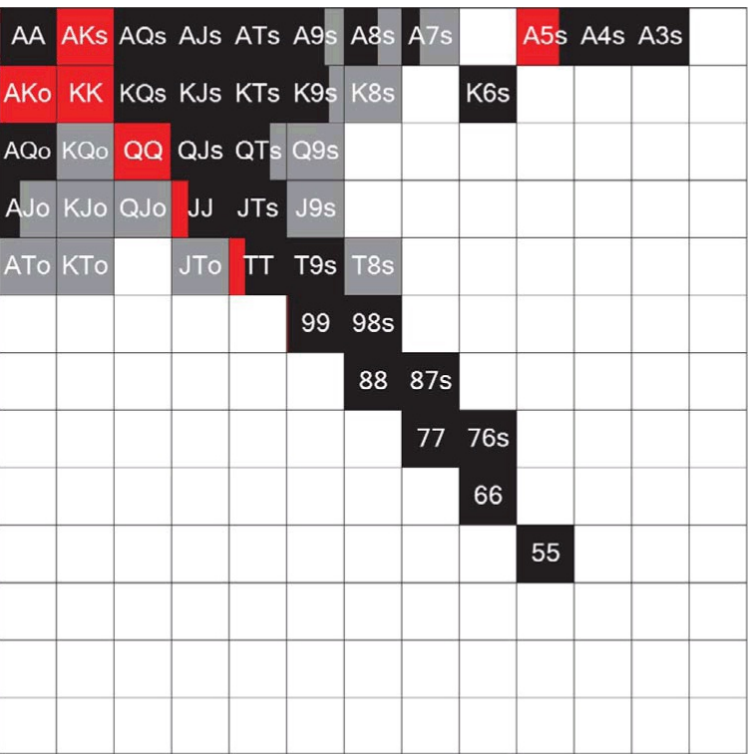 AA AKs AQs AJs ATs A9s A8s A7s A5s A4s A3s
AKo KK KQs KJs KTs K9s K8s K6s
AQo KQo QQ QJs QTs Q9s
AJo KJo QJo JJ JTs J9s
ATo KTo JTo TT T9s T8s
99 98s
88 87s
77 76s
66
55